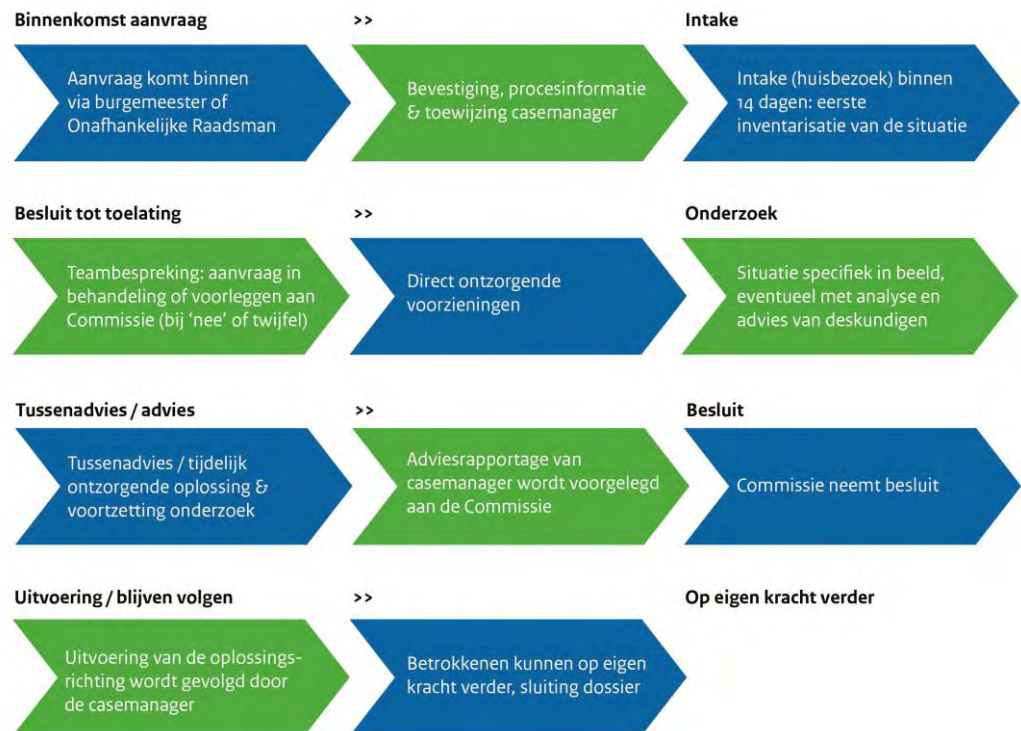 Binnenkomst aanvraag
>>
Intake
Aanvraag komt binnen
via burgemeester of
Onafhankelijke Raadsman
Bevestiging, procesinformatie
& toewijzing casemanager
Intake (huisbezoek) binnen
14 dagen: eerste
inventarisatie van de situatie
Besluit tot toelating
>>
Onderzoek
Teambespreking: aanvraag in
behandeling of voorleggen aan
Commissie (bij ‘nee’ of twijfel)
Direct ontzorgende
voorzieningen
Situatie specifiek in beeld,
eventueel met analyse en
advies van deskundigen
Tussenadvies / advies
>>
Besluit
Tussenadvies / tijdelijk
ontzorgende oplossing &
voortzetting onderzoek
Adviesrapportage van
casemanager wordt voorgelegd
aan de Commissie
Commissie neemt besluit
Uitvoering / blijven volgen
>>
Op eigen kracht verder
Uitvoering van de oplossings-
richting wordt gevolgd door
de casemanager
Betrokkenen kunnen op eigen
kracht verder, sluiting dossier